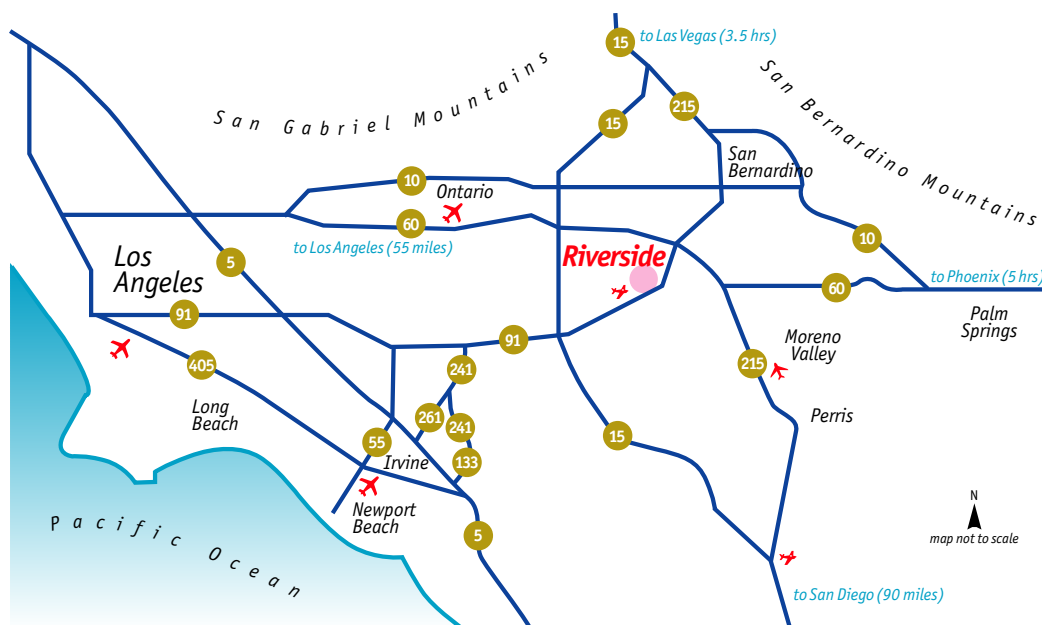 15
to Las Vegas (3.5 hrs)
San Gabriel Mountains
San Bernardino Mountains
215
15
San
Bernardino
10
Ontario
60
to Los Angeles (55 miles)
10
Los
Angeles
5
Riverside
to Phoenix (5 hrs)
60
Palm
Springs
91
91
Moreno
Valley
405
241
215
Long
Beach
261
241
Perris
15
55
Irvine
133
Newport
Beach
5
Pacific Ocean
N
map not to scale
to San Diego (90 miles)